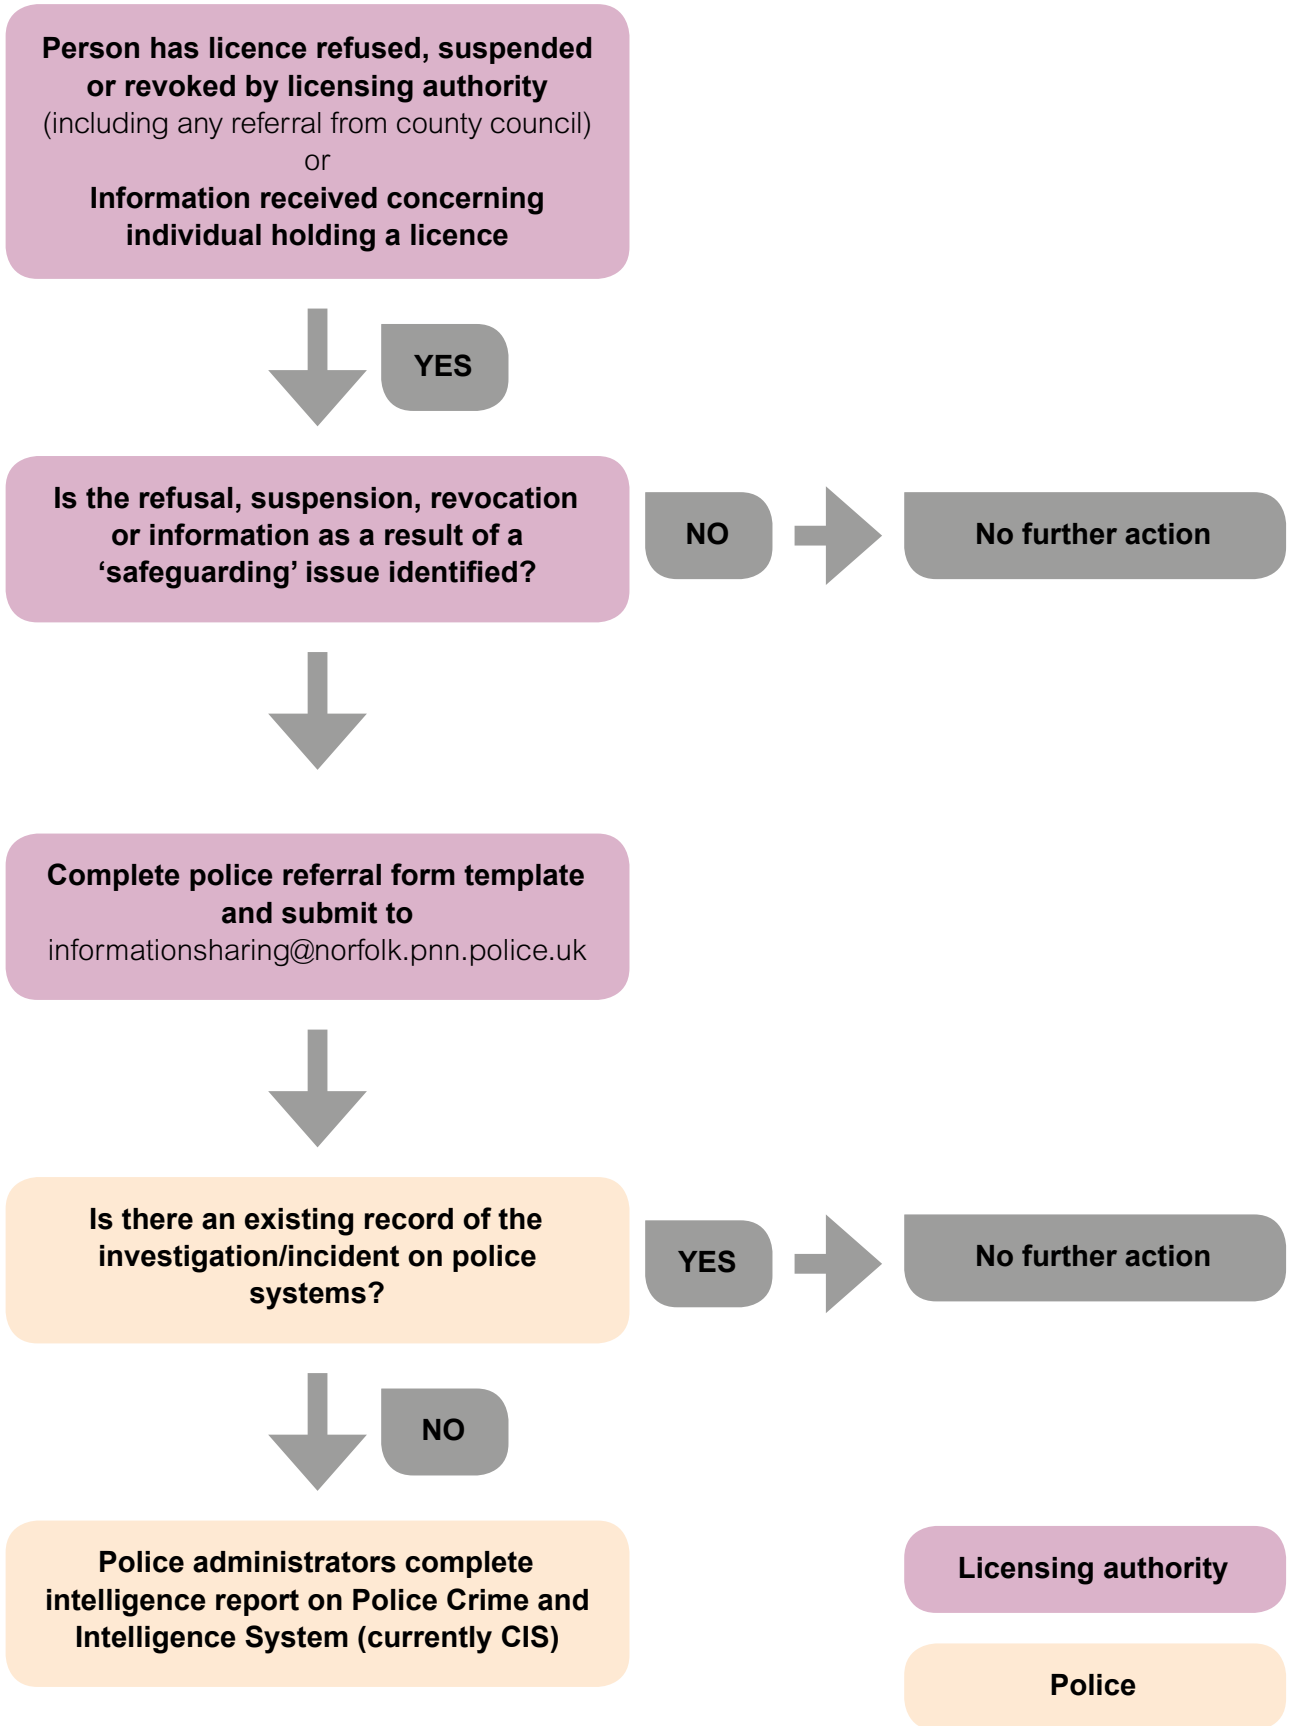 Person has licence refused, suspended
or revoked by licensing authority
(including any referral from county council)
or
Information received concerning
individual holding a licence
YES
Is the refusal, suspension, revocation
or information as a result of a
‘safeguarding’ issue identified?
NO
No further action
Complete police referral form template
and submit to
informationsharing@norfolk.pnn.police.uk
Is there an existing record of the
investigation/incident on police
systems?
YES
No further action
NO
Police administrators complete
intelligence report on Police Crime and
Intelligence System (currently CIS)
Licensing authority
Police